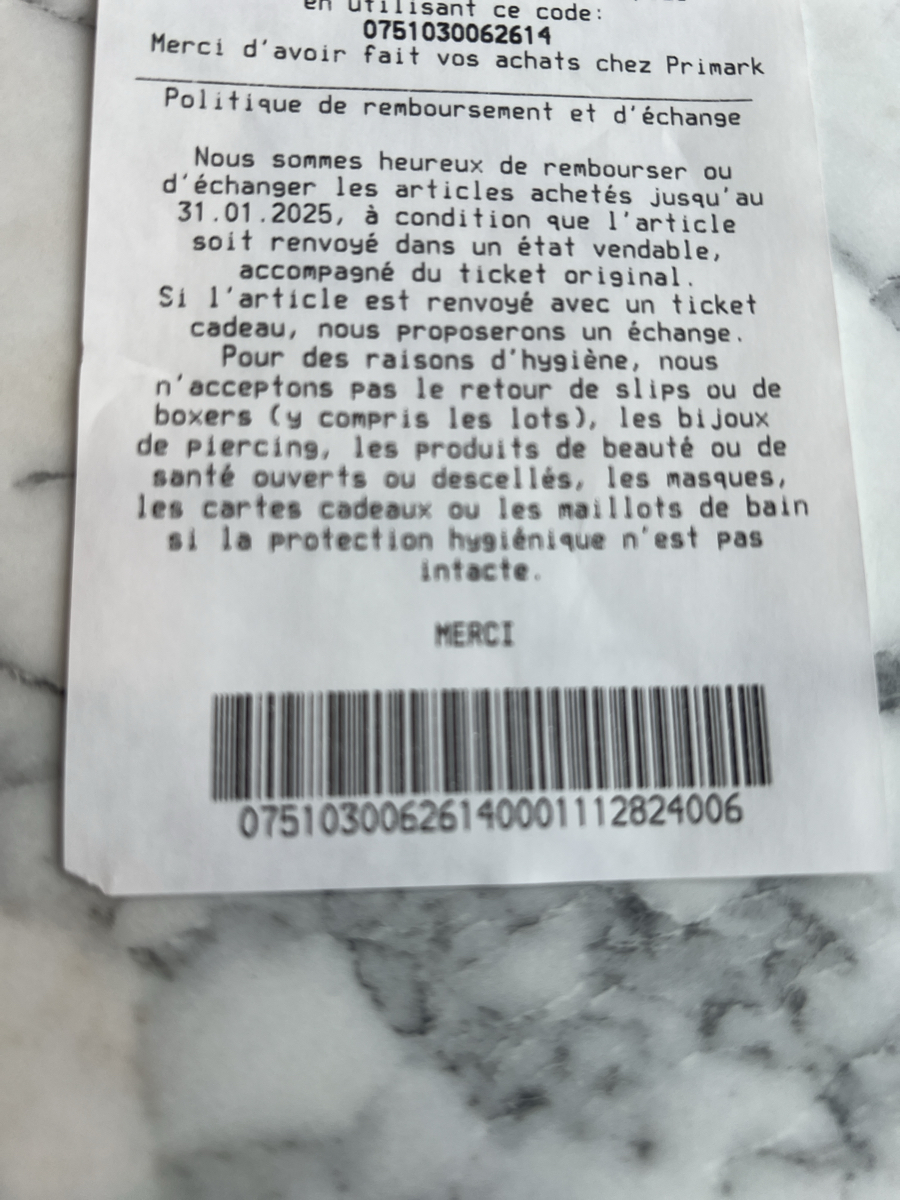 en utilisant ce code:
0751030062614
Merci d'avoir fait vos achats chez Primark
Politique de remboursement et d'échange
Nous sommes heureux de rembourser ou
d'échanger les articles achetés jusqu'au
31.01.2025, à condition que l'article
soit renvoyé dans un état vendable,
accompagné du ticket original.
Si l'article est renvoyé avec un ticket
cadeau, nous proposerons un échange.
Pour des raisons d'hygiène, nous
n'acceptons pas le retour de slips ou de
boxers (y compris les lots), les bijoux
de piercing, les produits de beauté ou de
santé ouverts ou descellés, les masques,
les cartes cadeaux ou les maillots de bain
si la protection hygiénique n'est pas
intacte.
MERCI
07510300626140001112824006